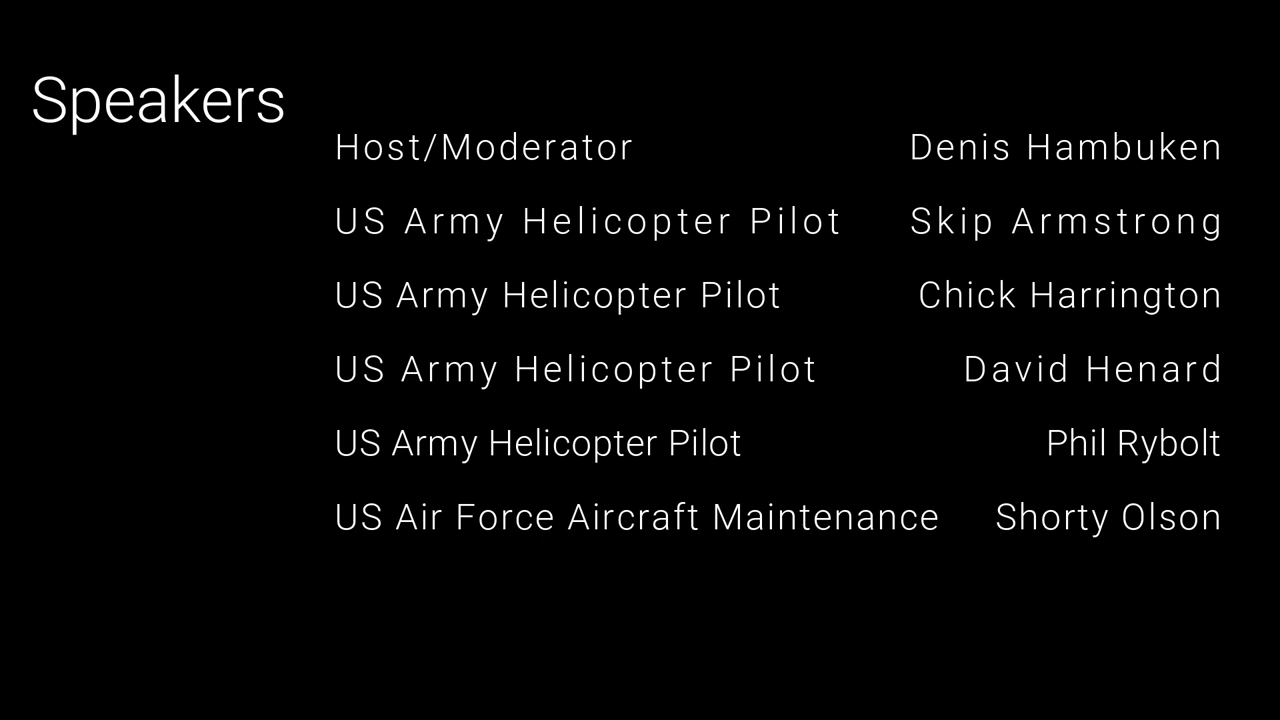 Speakers
Host/Moderator Denis Hambuken
US Army Helicopter Pilot Skip Armstrong
US Army Helicopter Pilot Chick Harrington
US Army Helicopter Pilot David Henard
US Army Helicopter Pilot Phil Rybolt
US Air Force Aircraft Maintenance Shorty Olson